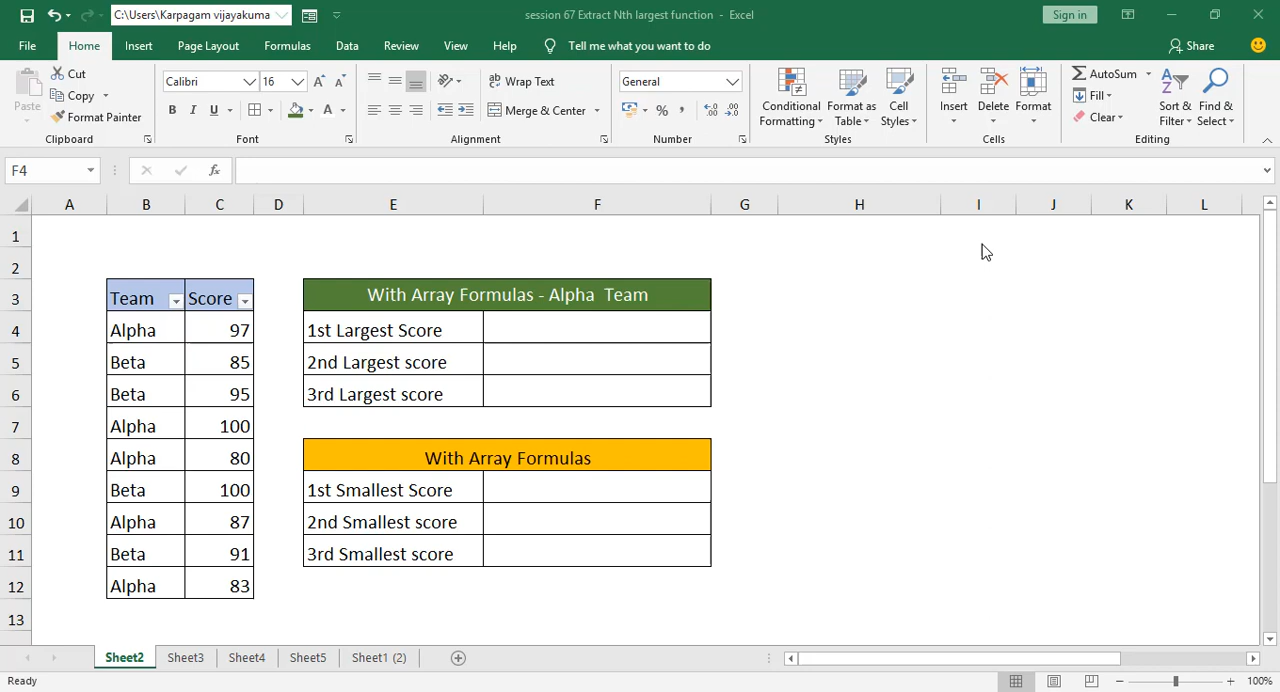 C:\Users\Karpagam vijayakuma
session 67 Extract Nth largest function - Excel
Sign in
File Home Insert Page Layout Formulas Data Review View Help Tell me what you want to do Share
Paste
Cut
Copy
Format Painter
Clipboard
Calibri 16
B I U A
Font
Wrap Text
Merge & Center
Alignment
General
% ,
Number
Conditional Formatting
Format as Table
Cell Styles
Styles
Insert Delete Format
Cells
AutoSum
Fill
Clear
Sort & Filter
Find & Select
Editing
F4 fx
A B C D E F G H I J K L
1
2
3 Team Score With Array Formulas - Alpha Team
4 Alpha 97 1st Largest Score
5 Beta 85 2nd Largest score
6 Beta 95 3rd Largest score
7 Alpha 100
8 Alpha 80 With Array Formulas
9 Beta 100 1st Smallest Score
10 Alpha 87 2nd Smallest score
11 Beta 91 3rd Smallest score
12 Alpha 83
13
Sheet2 Sheet3 Sheet4 Sheet5 Sheet1 (2)
Ready 100%